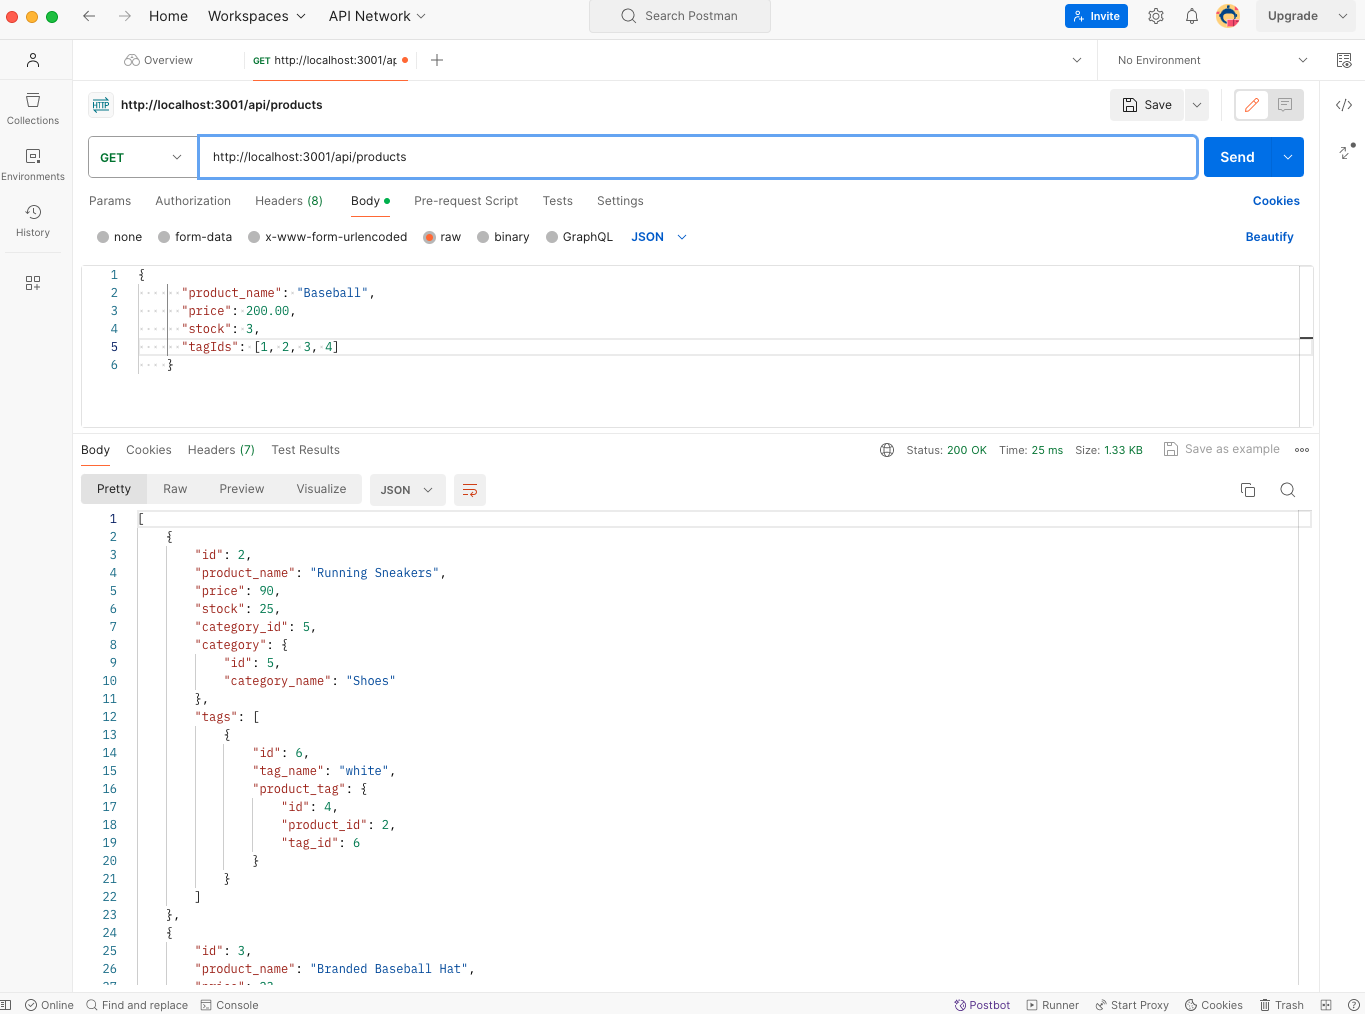 Home Workspaces API Network Search Postman Invite Upgrade
Overview GET http://localhost:3001/ap No Environment
HTTP http://localhost:3001/api/products Save
GET http://localhost:3001/api/products Send
Params Authorization Headers (8) Body Pre-request Script Tests Settings Cookies
none form-data x-www-form-urlencoded raw binary GraphQL JSON Beautify
Collections
Environments
History
1 {
2 "product_name": "Baseball",
3 "price": 200.00,
4 "stock": 3,
5 "tagIds": [1, 2, 3, 4]
6 }
Body Cookies Headers (7) Test Results Status: 200 OK Time: 25 ms Size: 1.33 KB Save as example
Pretty Raw Preview Visualize JSON
1 [
2 {
3 "id": 2,
4 "product_name": "Running Sneakers",
5 "price": 90,
6 "stock": 25,
7 "category_id": 5,
8 "category": {
9 "id": 5,
10 "category_name": "Shoes"
11 },
12 "tags": [
13 {
14 "id": 6,
15 "tag_name": "white",
16 "product_tag": {
17 "id": 4,
18 "product_id": 2,
19 "tag_id": 6
20 }
21 }
22 ]
23 },
24 {
25 "id": 3,
26 "product_name": "Branded Baseball Hat",
Online Find and replace Console Postbot Runner Start Proxy Cookies Trash